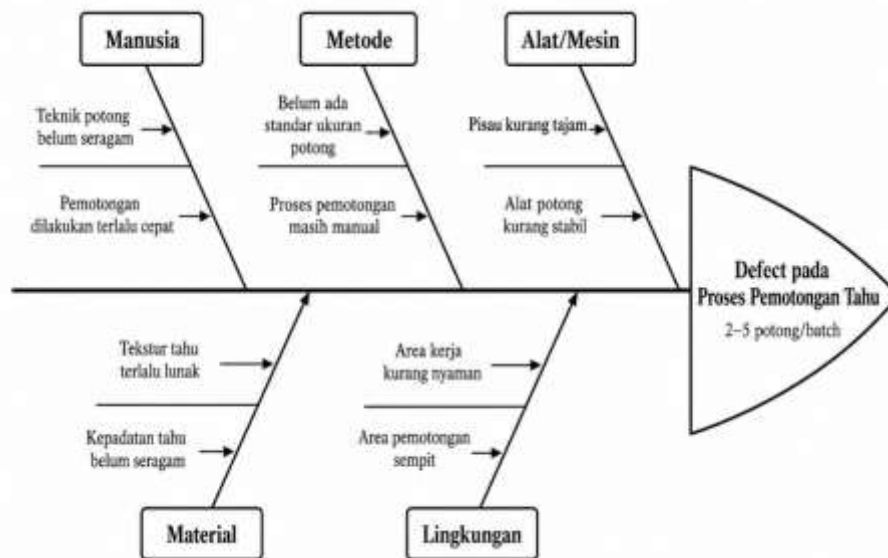 Manusia
Metode
Alat/Mesin
Teknik potong
belum seragam
Pemotongan
dilakukan terlalu cepat
Belum ada
standar ukuran
potong
Proses pemotongan
masih manual
Pisau kurang tajam
Alat potong
kurang stabil
Defect pada
Proses Pemotongan Tahu
2–5 potong/batch
Tekstur tahu
terlalu lunak
Kepadatan tahu
belum seragam
Area kerja
kurang nyaman
Area pemotongan
sempit
Material
Lingkungan